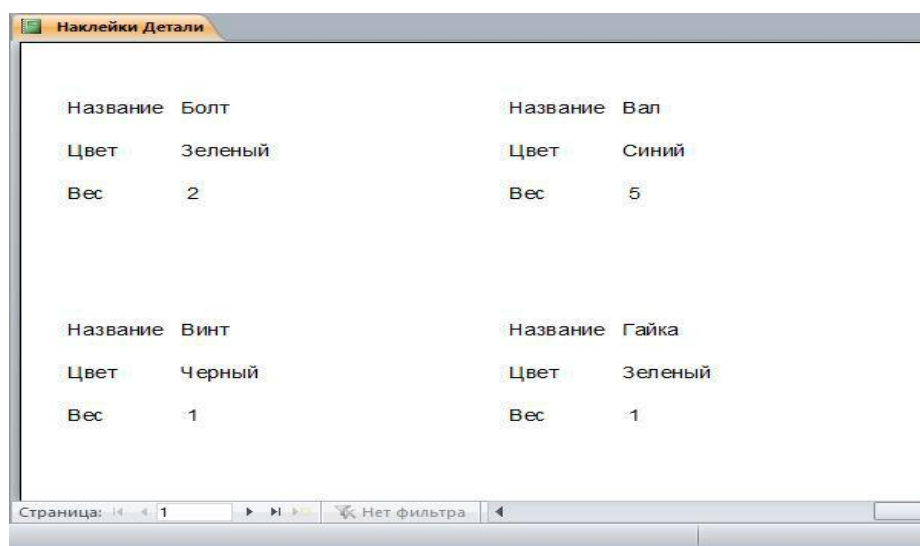 Наклейки Детали
Название Болт
Цвет Зеленый
Вес 2
Название Вал
Цвет Синий
Вес 5
Название Винт
Цвет Черный
Вес 1
Название Гайка
Цвет Зеленый
Вес 1
Страница: 1 Нет фильтра